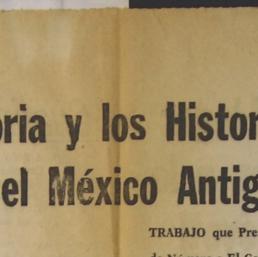 oria y los Histor
el México Antig
TRABAJO que Pre